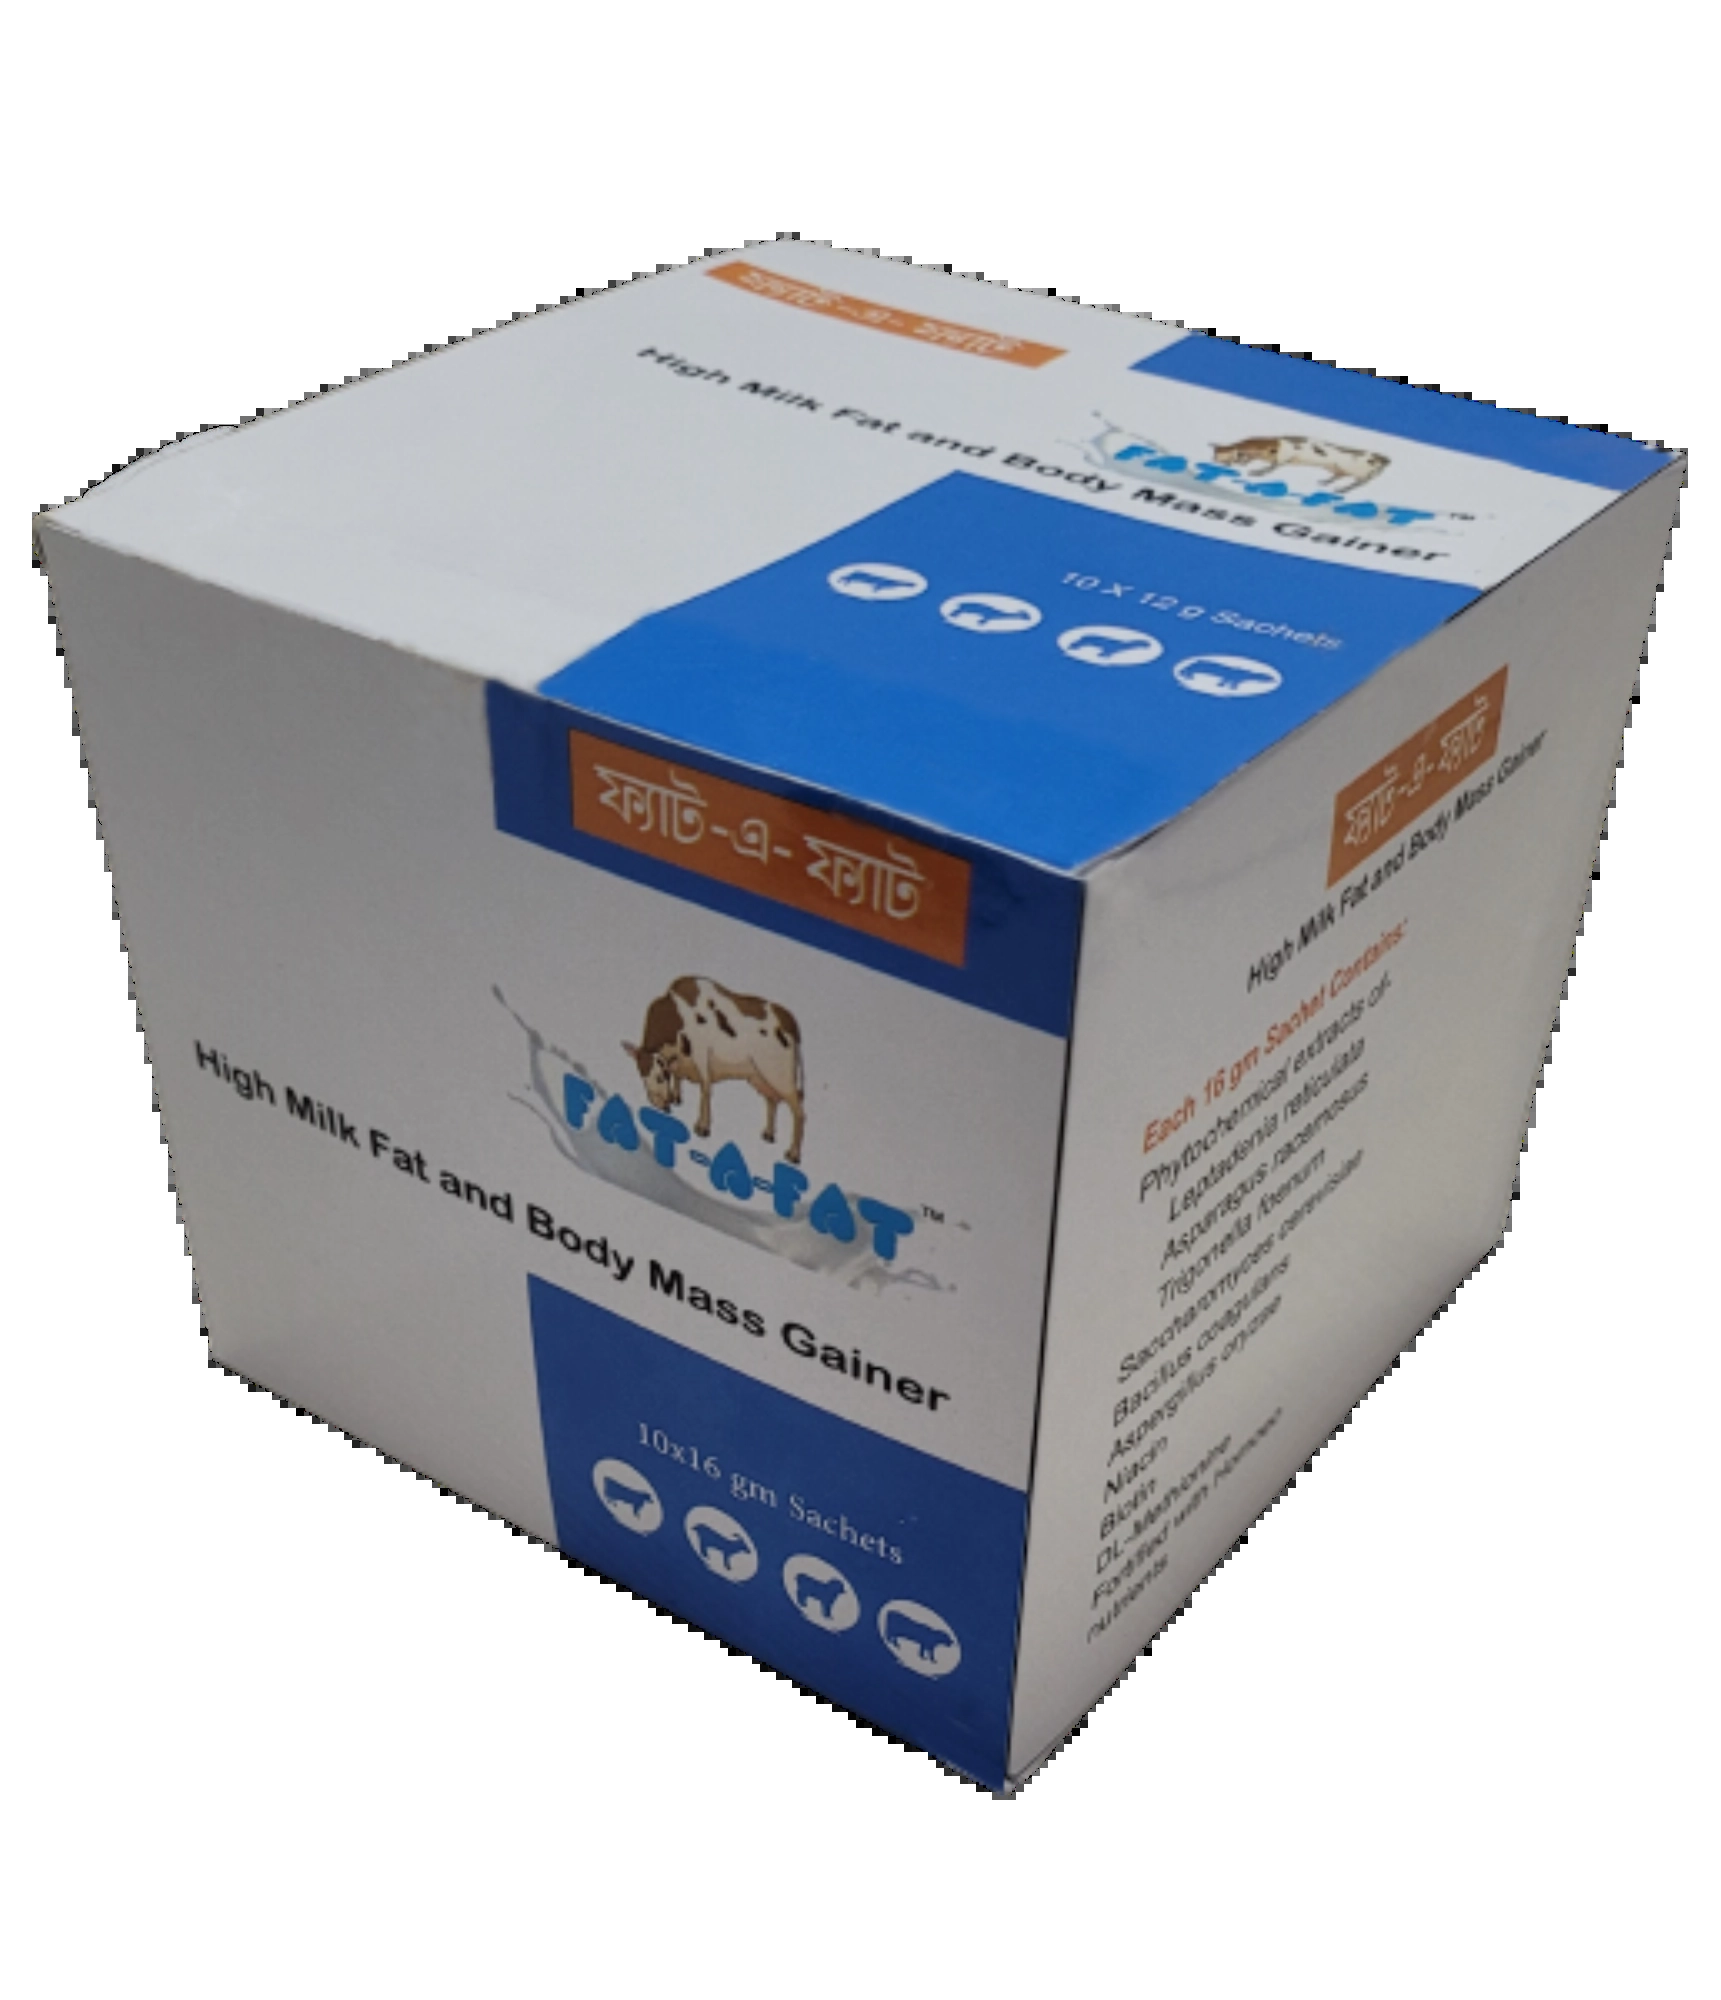 ফ্যাট-এ-ফ্যাট
High Milk Fat and Body Mass Gainer
FAT-A-FAT™
10 X 12 g Sachets
ফ্যাট-এ-ফ্যাট
FAT-A-FAT™
High Milk Fat and Body Mass Gainer
10x16 gm Sachets
ফ্যাট-এ-ফ্যাট
High Milk Fat and Body Mass Gainer
Each 16 gm Sachet Contains:
Phytochemical extracts of-
Leptadenia reticulata
Asparagus racemosus
Trigonella foenum
Saccharomyces cerevisiae
Bacillus coagulans
Aspergillus oryzae
Niacin
Biotin
DL-Methionine
Fortified with
nutrients